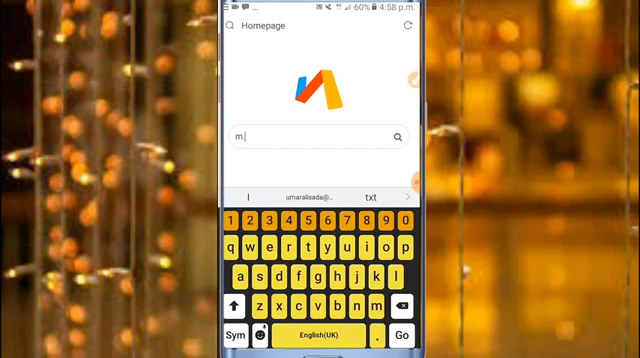 ... 60% 4:58 p.m.
Homepage
m.
I umaralisada@... txt
1 2 3 4 5 6 7 8 9 0
q w e r t y u i o p
a s d f g h j k l
z x c v b n m
Sym English(UK) . Go